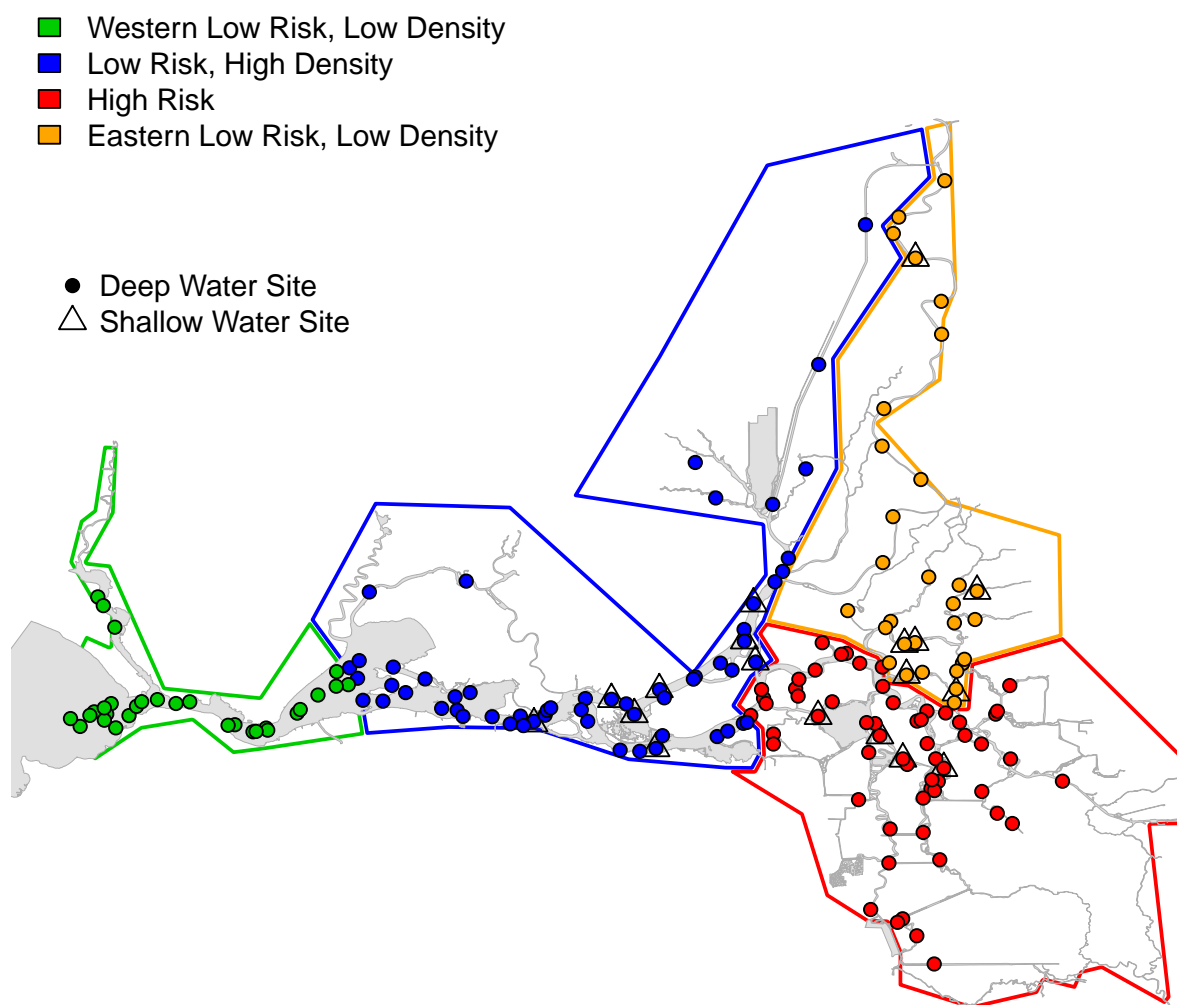 Western Low Risk, Low Density
Low Risk, High Density
High Risk
Eastern Low Risk, Low Density
Deep Water Site
Shallow Water Site